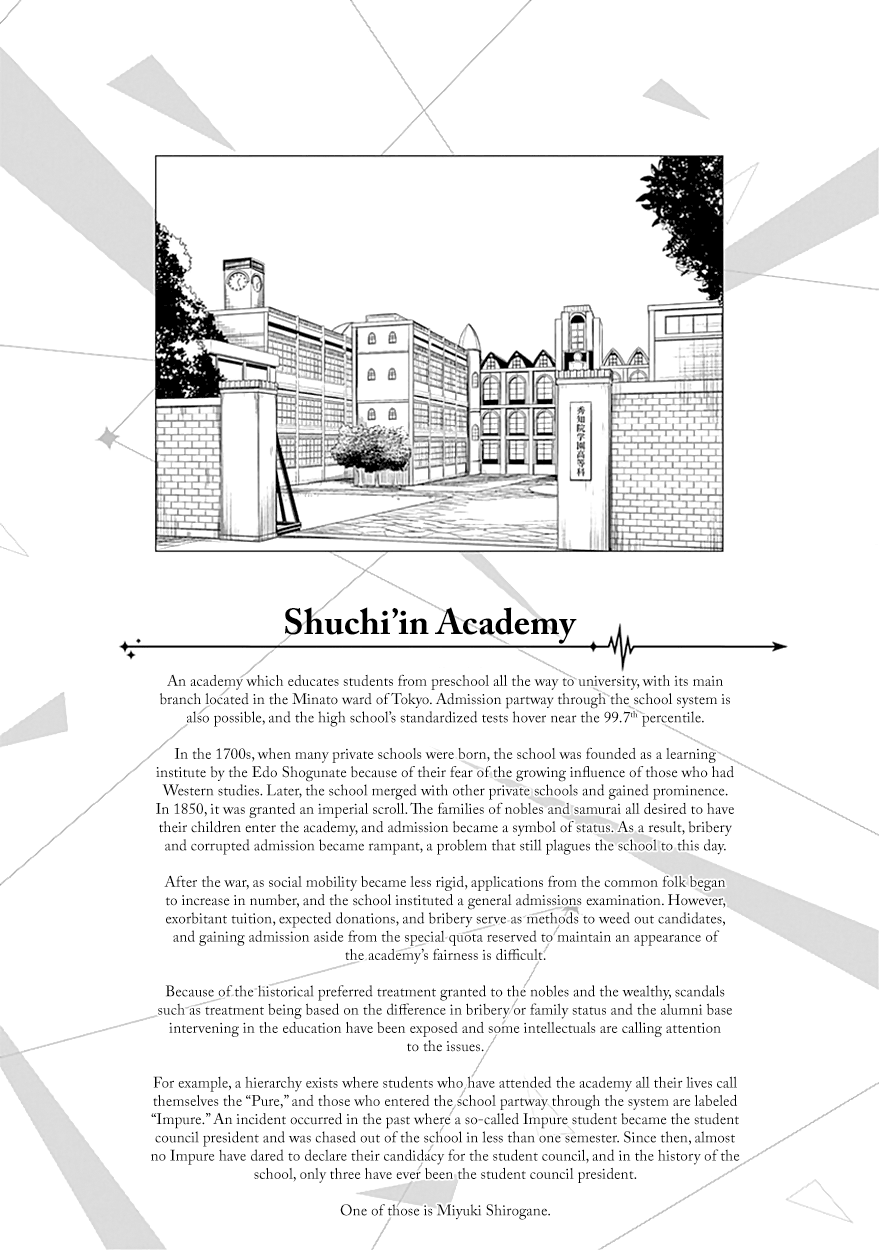 秀知院学園高等科
Shuchi’in Academy
An academy which educates students from preschool all the way to university, with its main
branch located in the Minato ward of Tokyo. Admission partway through the school system is
also possible, and the high school’s standardized tests hover near the 99.7th percentile.
In the 1700s, when many private schools were born, the school was founded as a learning
institute by the Edo Shogunate because of their fear of the growing influence of those who had
Western studies. Later, the school merged with other private schools and gained prominence.
In 1850, it was granted an imperial scroll. The families of nobles and samurai all desired to have
their children enter the academy, and admission became a symbol of status. As a result, bribery
and corrupted admission became rampant, a problem that still plagues the school to this day.
After the war, as social mobility became less rigid, applications from the common folk began
to increase in number, and the school instituted a general admissions examination. However,
exorbitant tuition, expected donations, and bribery serve as methods to weed out candidates,
and gaining admission aside from the special quota reserved to maintain an appearance of
the academy’s fairness is difficult.
Because of the historical preferred treatment granted to the nobles and the wealthy, scandals
such as treatment being based on the difference in bribery or family status and the alumni base
intervening in the education have been exposed and some intellectuals are calling attention
to the issues.
For example, a hierarchy exists where students who have attended the academy all their lives call
themselves the “Pure,” and those who entered the school partway through the system are labeled
“Impure.” An incident occurred in the past where a so-called Impure student became the student
council president and was chased out of the school in less than one semester. Since then, almost
no Impure have dared to declare their candidacy for the student council, and in the history of the
school, only three have ever been the student council president.
One of those is Miyuki Shirogane.